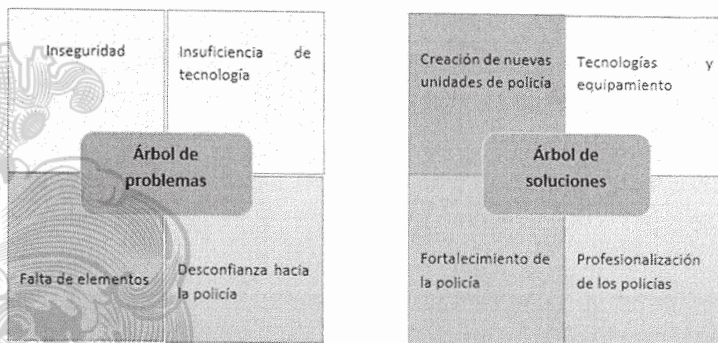 Inseguridad
Insuficiencia de
tecnología
Árbol de
problemas
Falta de elementos
Desconfianza hacia
la policía
Creación de nuevas
unidades de policía
Tecnologías y
equipamiento
Árbol de
soluciones
Fortalecimiento de
la policía
Profesionalización
de los policías